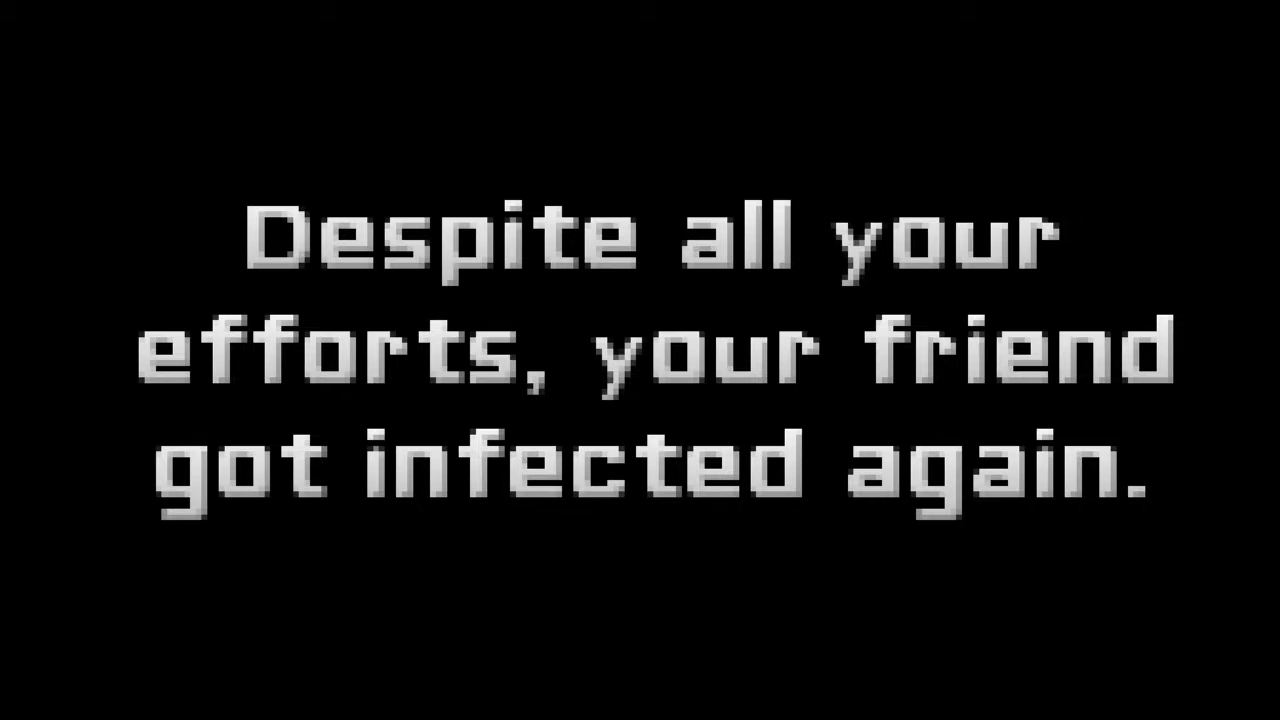 Despite all your
efforts, your friend
got infected again.